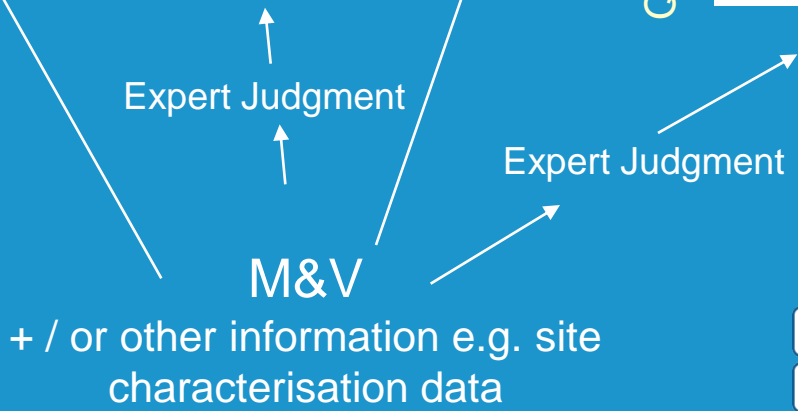 Expert Judgment
Expert Judgment
M&V
+ / or other information e.g. site
characterisation data